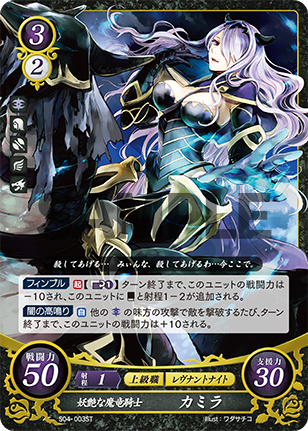 3
2
SAMPLE
殺してあげる… みぃんな、殺してあげるわ…今ここで。
フィンブル 起 【1】ターン終了まで、このユニットの戦闘力は
−10され、このユニットに と射程1−2が追加される。
闇の高鳴り 自 他の の味方の攻撃で敵を撃破するたび、ター
ン終了まで、このユニットの戦闘力は＋10される。
戦闘力
50
射程 1
上級職
レヴナントナイト
支援力
30
妖艶な魔竜騎士
カミラ
S04-003ST
Illust：ワダサチコ